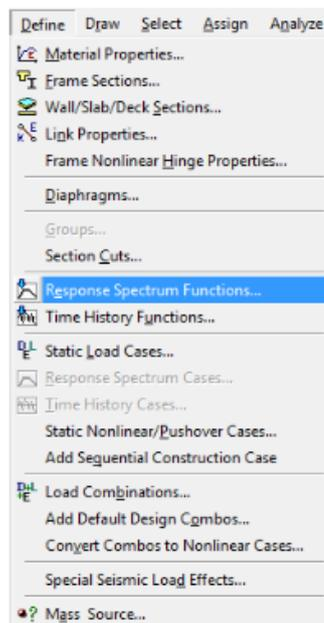 Define Draw Select Assign Analyze
Material Properties...
Frame Sections...
Wall/Slab/Deck Sections...
Link Properties...
Frame Nonlinear Hinge Properties...
Diaphragms...
Groups...
Section Cuts...
Response Spectrum Functions...
Time History Functions...
Static Load Cases...
Response Spectrum Cases...
Time History Cases...
Static Nonlinear/Pushover Cases...
Add Sequential Construction Case
Load Combinations...
Add Default Design Combos...
Convert Combos to Nonlinear Cases...
Special Seismic Load Effects...
Mass Source...